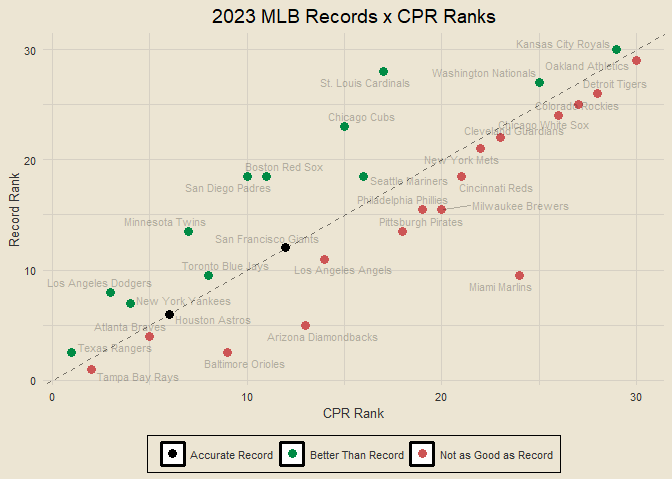 2023 MLB Records x CPR Ranks
Kansas City Royals
Oakland Athletics
Washington Nationals
St. Louis Cardinals
Detroit Tigers
Colorado Rockies
Chicago Cubs
Chicago White Sox
Cleveland Guardians
Boston Red Sox
New York Mets
San Diego Padres
Seattle Mariners
Cincinnati Reds
Philadelphia Phillies
Milwaukee Brewers
Minnesota Twins
Pittsburgh Pirates
San Francisco Giants
Toronto Blue Jays
Los Angeles Angels
Los Angeles Dodgers
Miami Marlins
New York Yankees
Houston Astros
Atlanta Braves
Arizona Diamondbacks
Texas Rangers
Baltimore Orioles
Tampa Bay Rays
30
20
10
0
Record Rank
0 10 20 30
CPR Rank
Accurate Record Better Than Record Not as Good as Record